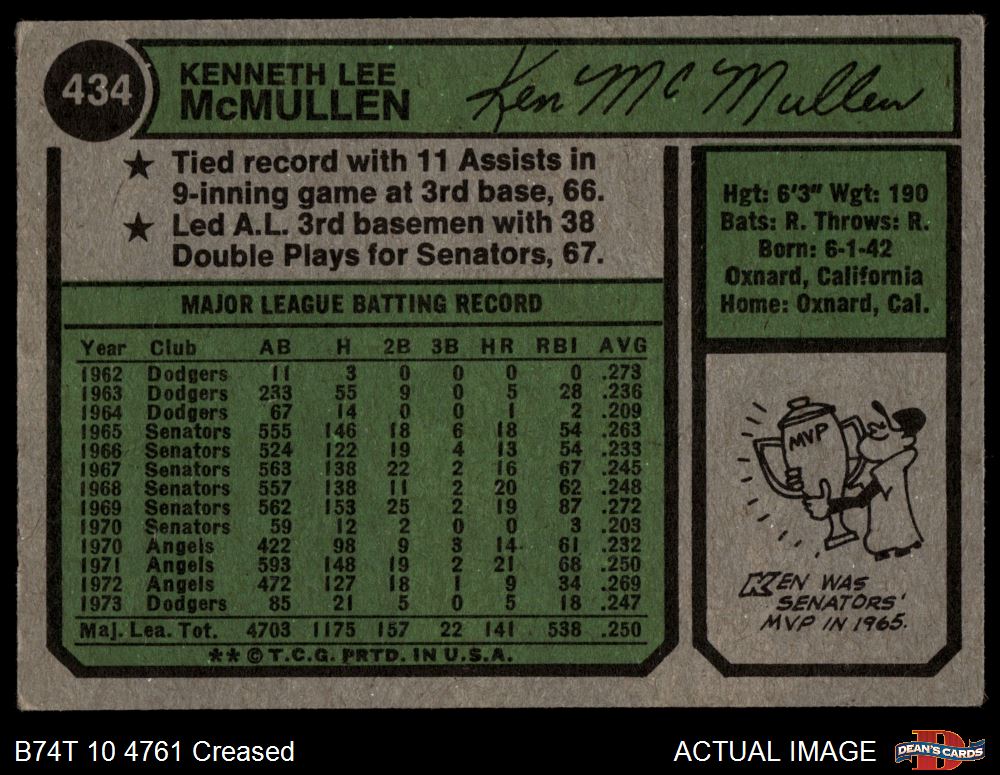 434
KENNETH LEE
McMULLEN
Ken McMullen
★ Tied record with 11 Assists in
9-inning game at 3rd base, 66.
★ Led A.L. 3rd basemen with 38
Double Plays for Senators, 67.
Hgt: 6'3" Wgt: 190
Bats: R. Throws: R.
Born: 6-1-42
Oxnard, California
Home: Oxnard, Cal.
MAJOR LEAGUE BATTING RECORD
Year Club AB H 2B 3B HR RBI AVG
1962 Dodgers 11 3 0 0 0 0 .273
1963 Dodgers 233 55 9 0 5 28 .236
1964 Dodgers 67 14 0 0 1 2 .209
1965 Senators 555 146 18 6 18 54 .263
1966 Senators 524 122 19 4 13 54 .233
1967 Senators 563 138 22 2 16 67 .245
1968 Senators 557 138 11 2 20 62 .248
1969 Senators 562 153 25 2 19 87 .272
1970 Senators 59 12 2 0 0 3 .203
1970 Angels 422 98 9 3 14 61 .232
1971 Angels 593 148 19 2 21 68 .250
1972 Angels 472 127 18 1 9 34 .269
1973 Dodgers 85 21 5 0 5 18 .247
Maj. Lea. Tot. 4703 1175 157 22 141 538 .250
** © T.C.G. PRTD. IN U.S.A.
MVP
KEN WAS
SENATORS'
MVP IN 1965.
B74T 10 4761 Creased
ACTUAL IMAGE
DEAN'S CARDS